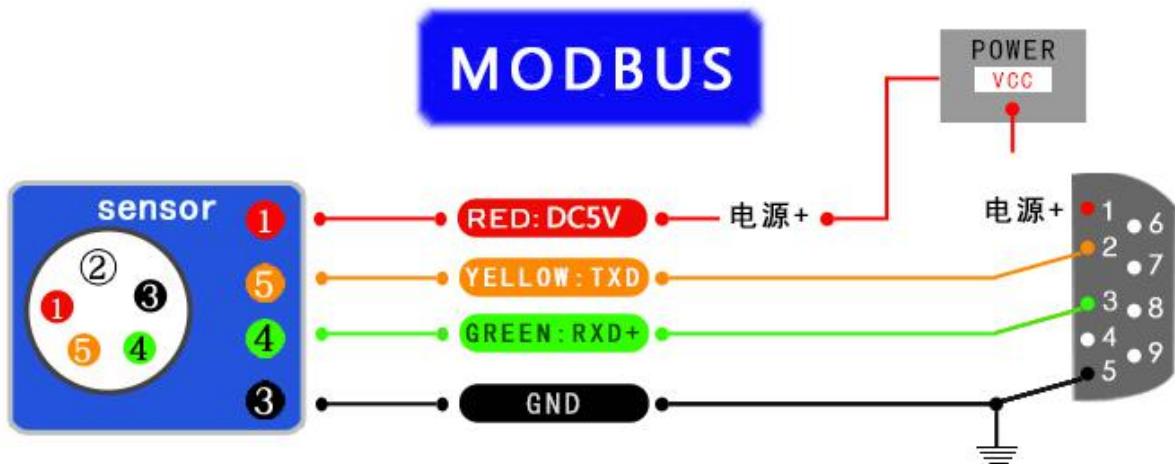 MODBUS
POWER
VCC
sensor
1
RED:DC5V
电源+
电源+
1
6
②
5
YELLOW:TXD
2
7
1
3
4
GREEN:RXD+
3
8
5
4
4
9
3
GND
5